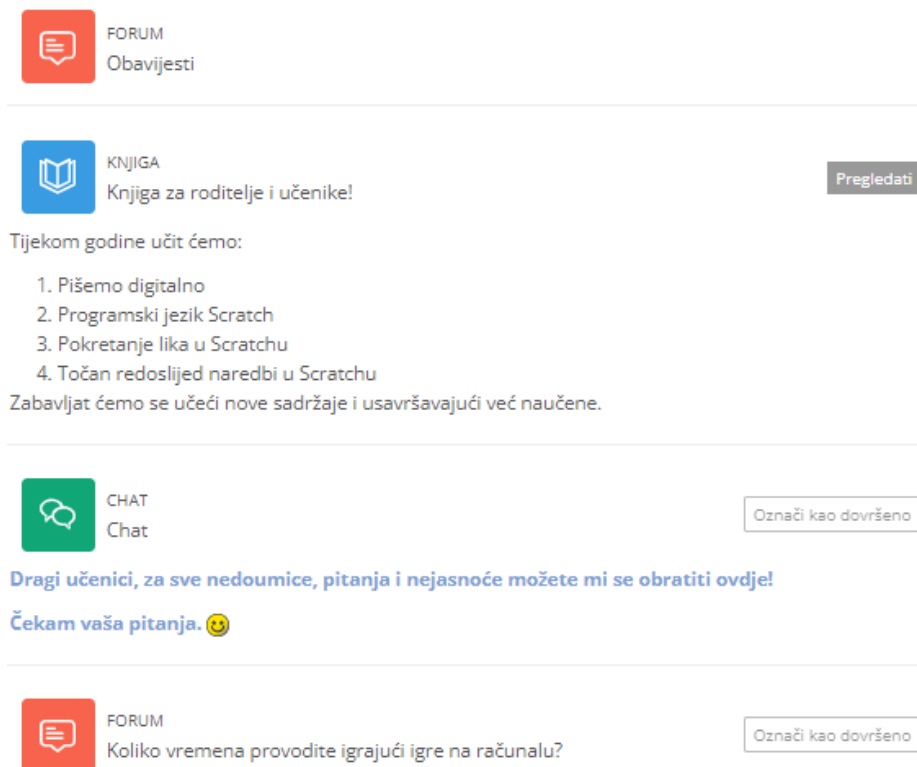 FORUM
Obavijesti
KNJIGA
Knjiga za roditelje i učenike!
Pregledati
Tijekom godine učit ćemo:
1. Pišemo digitalno
2. Programski jezik Scratch
3. Pokretanje lika u Scratchu
4. Točan redoslijed naredbi u Scratchu
Zabavljat ćemo se učeći nove sadržaje i usavršavajući već naučene.
CHAT
Chat
Označi kao dovršeno
Dragi učenici, za sve nedoumice, pitanja i nejasnoće možete mi se obratiti ovdje!
Čekam vaša pitanja.
FORUM
Koliko vremena provodite igrajući igre na računalu?
Označi kao dovršeno